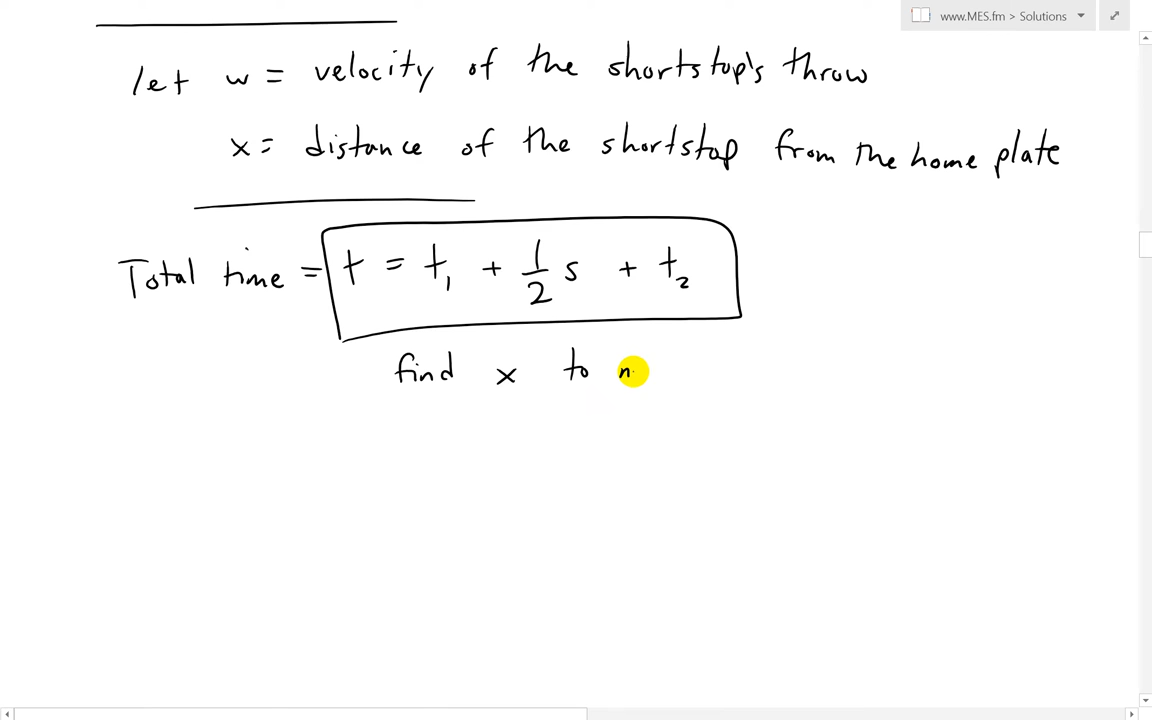 www.MES.fm > Solutions
let w = velocity of the shortstop's throw
x = distance of the shortstop from the home plate
Total time = t = t₁ + 1/2 s + t₂
find x to